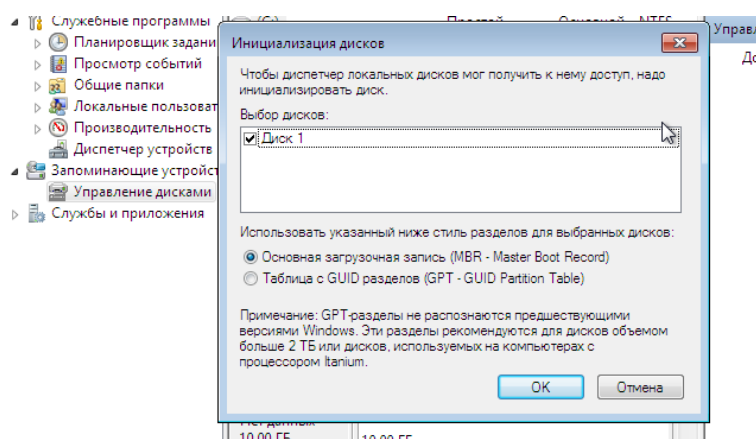 Служебные программы
(C:) Простой Основной NTFS
Управл
Планировщик задани
Просмотр событий
Общие папки
Локальные пользоват
Производительность
Диспетчер устройств
Запоминающие устройст
Управление дисками
Службы и приложения
До
Инициализация дисков
Чтобы диспетчер локальных дисков мог получить к нему доступ, надо
инициализировать диск.
Выбор дисков:
Диск 1
Использовать указанный ниже стиль разделов для выбранных дисков:
Основная загрузочная запись (MBR - Master Boot Record)
Таблица с GUID разделов (GPT - GUID Partition Table)
Примечание: GPT-разделы не распознаются предшествующими
версиями Windows. Эти разделы рекомендуются для дисков объемом
больше 2 ТБ или дисков, используемых на компьютерах с
процессором Itanium.
OK Отмена
Нет данных
10,00 ГБ 10,00 ГБ